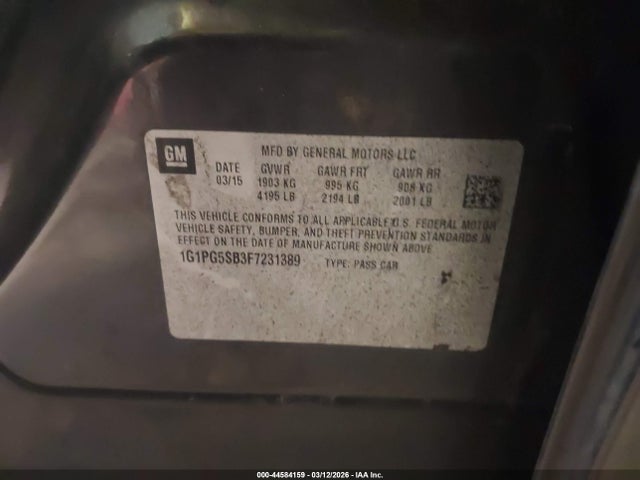 GM
MFD BY GENERAL MOTORS LLC
DATE GVWR GAWR FRT GAWR RR
03/15 1903 KG 995 KG 908 KG
4195 LB 2194 LB 2001 LB
THIS VEHICLE CONFORMS TO ALL APPLICABLE U.S. FEDERAL MOTOR
VEHICLE SAFETY, BUMPER, AND THEFT PREVENTION STANDARDS IN
EFFECT ON THE DATE OF MANUFACTURE SHOWN ABOVE
1G1PG5SB3F7231389 TYPE: PASS CAR
000-44584159 - 03/12/2026 - IAA Inc.